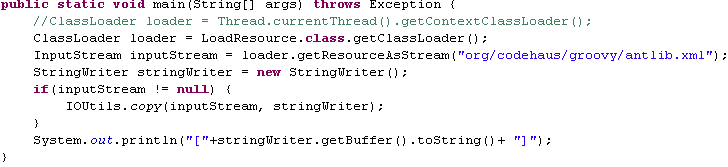 public static void main(String[] args) throws Exception {
    //ClassLoader loader = Thread.currentThread().getContextClassLoader();
    ClassLoader loader = LoadResource.class.getClassLoader();
    InputStream inputStream = loader.getResourceAsStream("org/codehaus/groovy/antlib.xml");
    StringWriter stringWriter = new StringWriter();
    if(inputStream != null) {
        IOUtils.copy(inputStream, stringWriter);
    }
    System.out.println("["+stringWriter.getBuffer().toString()+ "]");
}